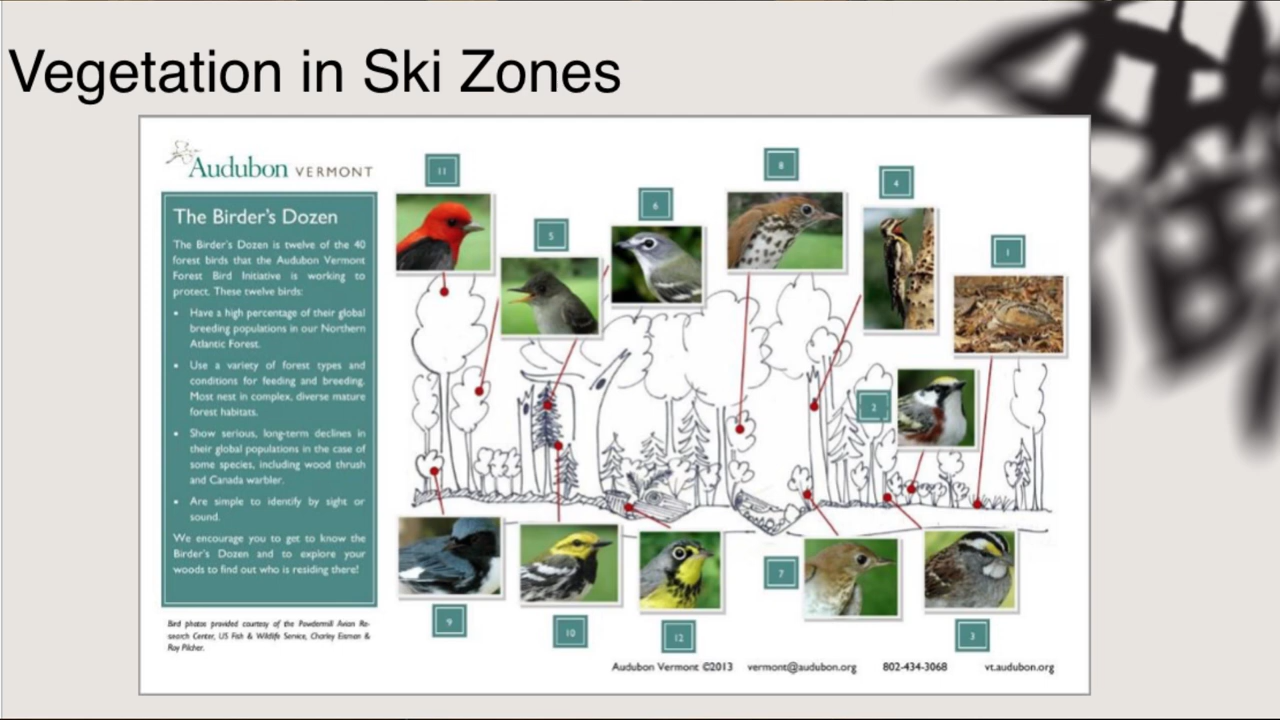 Vegetation in Ski Zones
Audubon VERMONT
The Birder's Dozen
The Birder's Dozen is twelve of the 40
forest birds that the Audubon Vermont
Forest Bird Initiative is working to
protect. These twelve birds:
• Have a high percentage of their global
breeding populations in our Northern
Atlantic Forest.
• Use a variety of forest types and
conditions for feeding and breeding.
Most nest in complex, diverse mature
forest habitats.
• Show serious, long-term declines in
their global populations in the case of
some species, including wood thrush
and Canada warbler.
• Are simple to identify by sight or
sound.
We encourage you to get to know the
Birder's Dozen and to explore your
woods to find out who is residing there!
Bird photos provided courtesy of the Powdermill Avian Re-
search Center, US Fish & Wildlife Service, Charley Eiseman &
Roy Pilcher.
11
8
4
6
5
1
2
7
9
10
12
3
Audubon Vermont ©2013 vermont@audubon.org 802-434-3068 vt.audubon.org